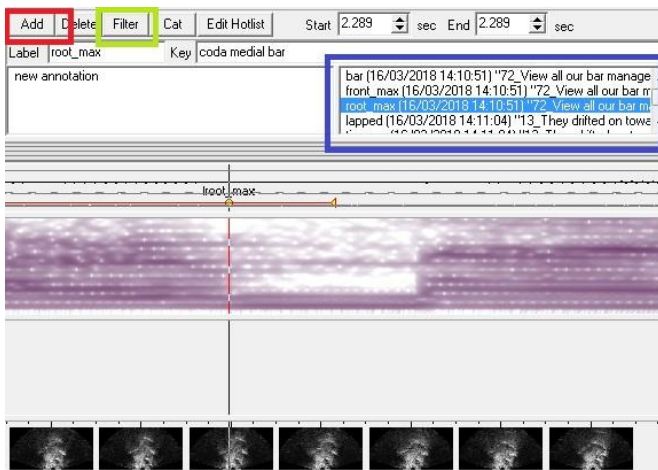 Add Delete Filter Cat Edit Hotlist Start 2.289 sec End 2.289 sec
Label root_max Key coda medial bar
new annotation
bar (16/03/2018 14:10:51) "72_View all our bar manage
front_max (16/03/2018 14:10:51) "72_View all our bar m
root_max (16/03/2018 14:10:51) "72_View all our bar ma
lapped (16/03/2018 14:11:04) "13_They drifted on towa
root_max